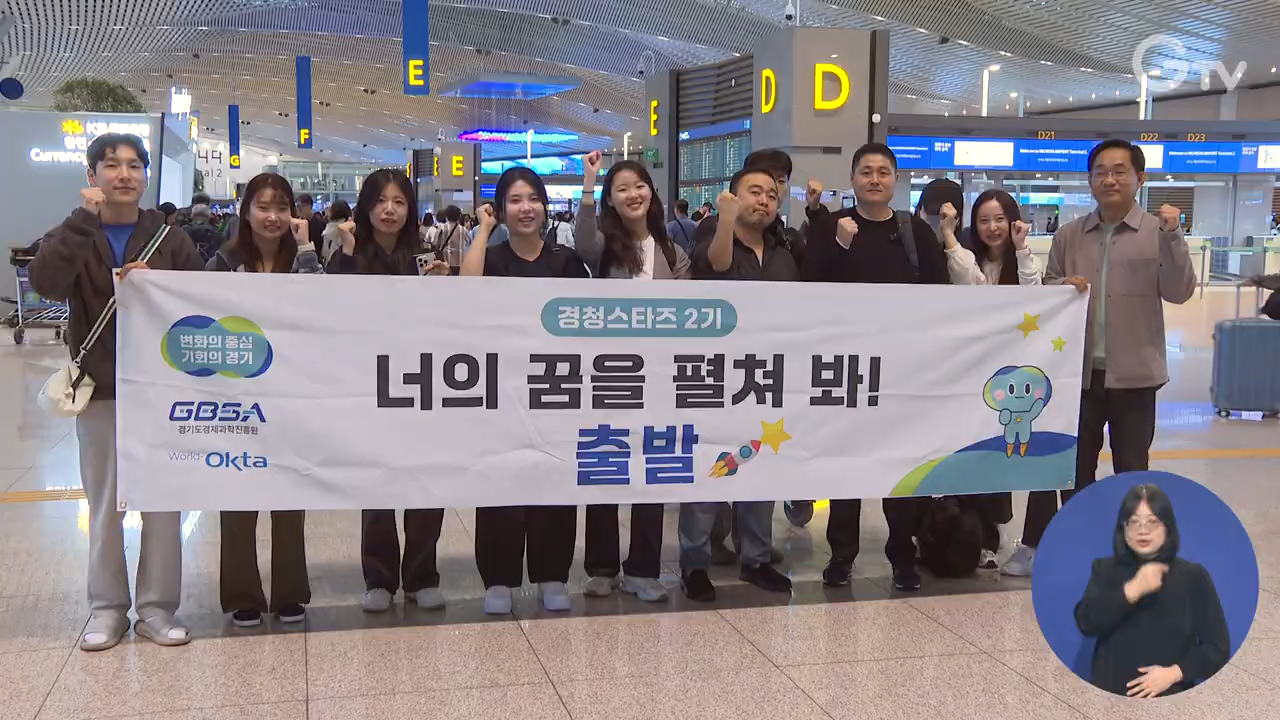 E
F
G
E
E
D
D
GTV
D21
D22
D23
경청스타즈 2기
변화의 중심
기회의 경기
너의 꿈을 펼쳐 봐!
출발
GBSA
경기도경제과학진흥원
World-Okta